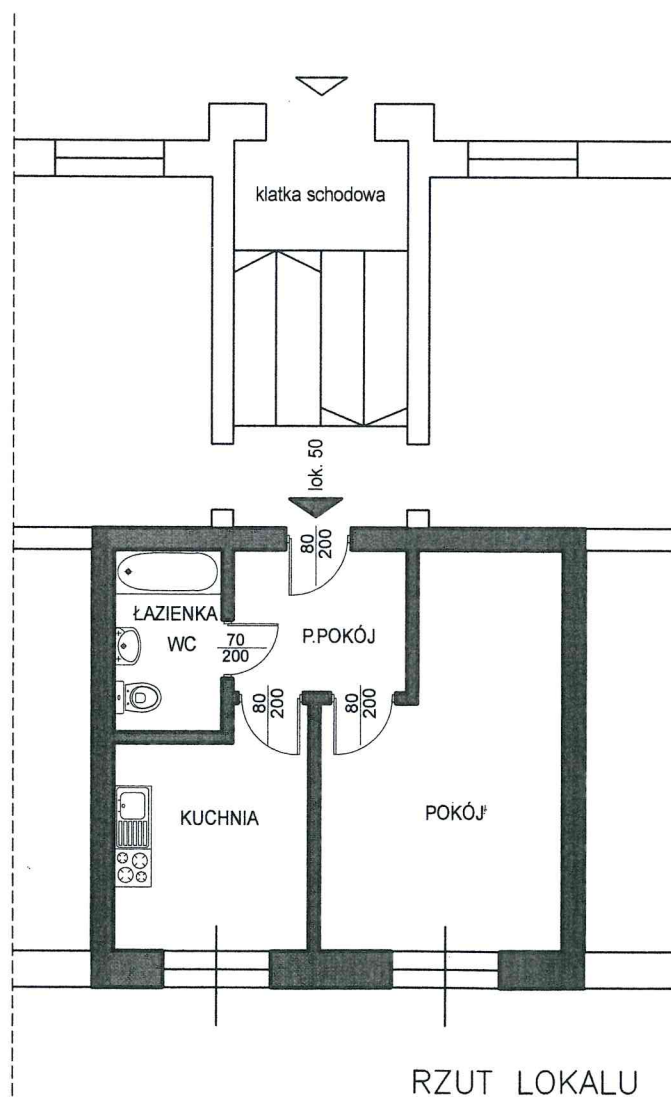 klatka schodowa
lok. 50
80
200
ŁAZIENKA
WC
70
200
P.POKÓJ
80
200
80
200
KUCHNIA
POKÓJ
RZUT LOKALU